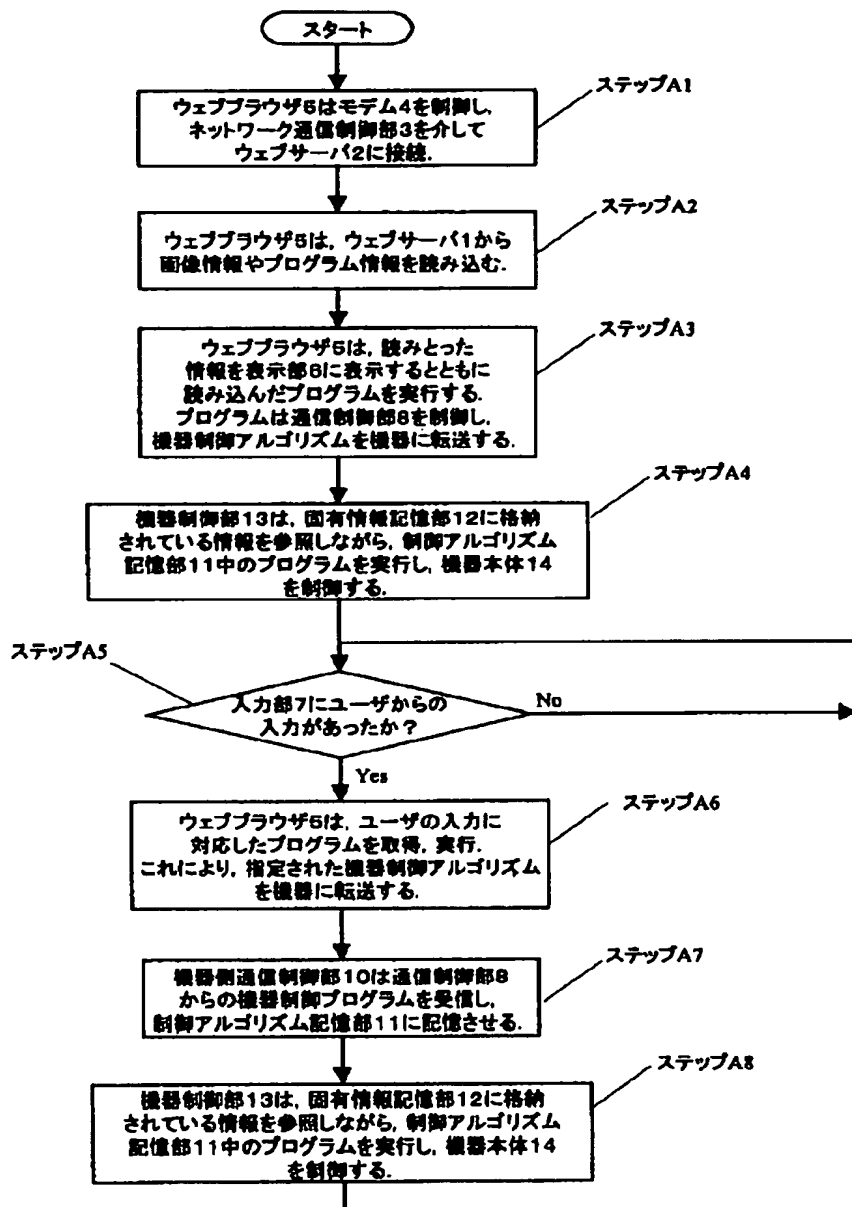 スタート
ステップA1
ウェブブラウザ5はモデム4を制御し,
ネットワーク通信制御部3を介して
ウェブサーバ2に接続.
ステップA2
ウェブブラウザ5は, ウェブサーバ1から
画像情報やプログラム情報を読み込む.
ステップA3
ウェブブラウザ5は, 読みとった
情報を表示部6に表示するとともに
読み込んだプログラムを実行する.
プログラムは通信制御部8を制御し,
機器制御アルゴリズムを機器に転送する.
ステップA4
機器制御部13は, 固有情報記憶部12に格納
されている情報を参照しながら, 制御アルゴリズム
記憶部11中のプログラムを実行し, 機器本体14
を制御する.
ステップA5
入力部7にユーザからの
入力があったか?
No
Yes
ステップA6
ウェブブラウザ5は, ユーザの入力に
対応したプログラムを取得, 実行.
これにより, 指定された機器制御アルゴリズム
を機器に転送する.
ステップA7
機器側通信制御部10は通信制御部8
からの機器制御プログラムを受信し,
制御アルゴリズム記憶部11に記憶させる.
ステップA8
機器制御部13は, 固有情報記憶部12に格納
されている情報を参照しながら, 制御アルゴリズム
記憶部11中のプログラムを実行し, 機器本体14
を制御する.